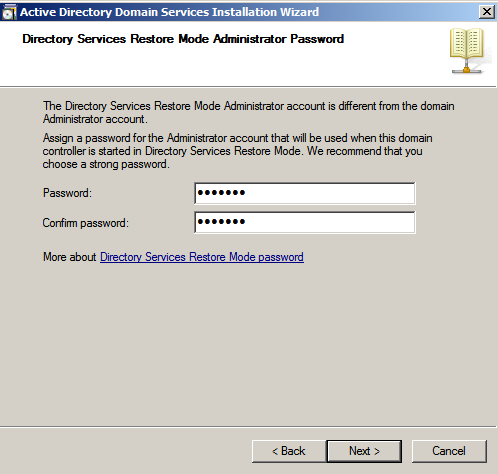 Active Directory Domain Services Installation Wizard
Directory Services Restore Mode Administrator Password
The Directory Services Restore Mode Administrator account is different from the domain
Administrator account.
Assign a password for the Administrator account that will be used when this domain
controller is started in Directory Services Restore Mode. We recommend that you
choose a strong password.
Password: •••••••
Confirm password: •••••••
More about Directory Services Restore Mode password
< Back Next > Cancel